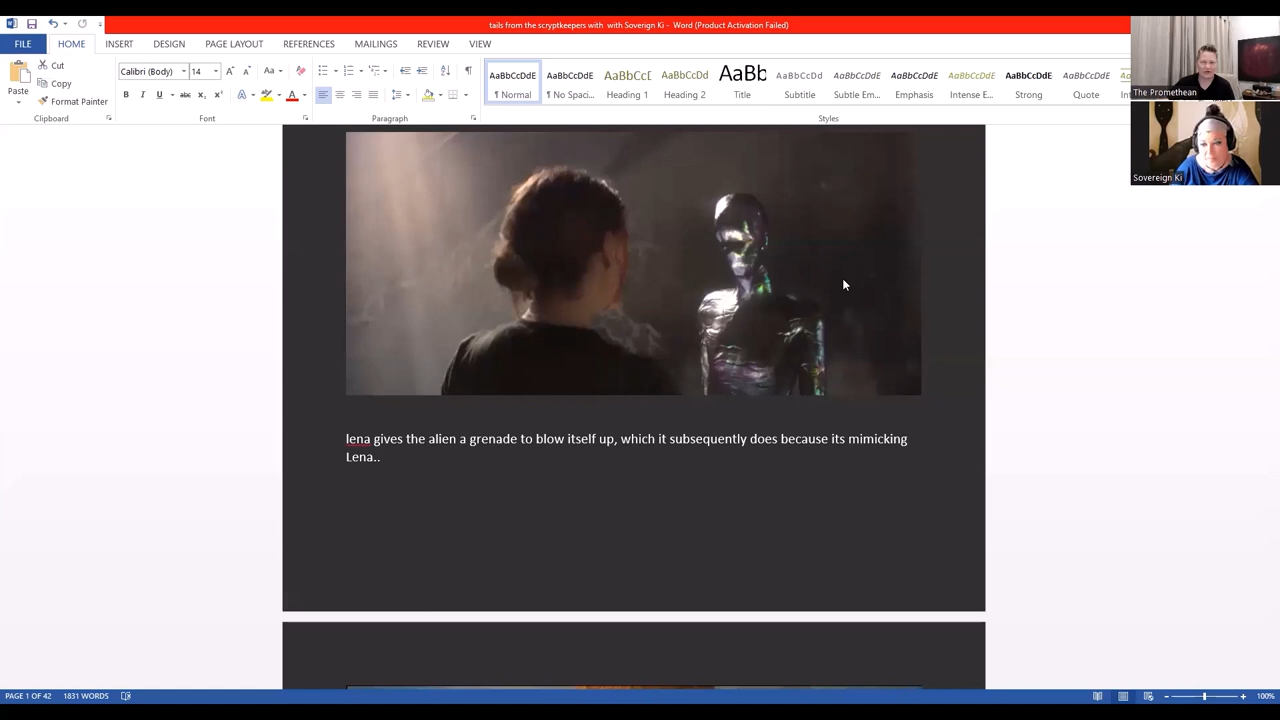 tails from the scryptkeepers with  with Soverign Ki -  Word (Product Activation Failed)
FILE HOME INSERT DESIGN PAGE LAYOUT REFERENCES MAILINGS REVIEW VIEW
Paste
Cut
Copy
Format Painter
Clipboard
Calibri (Body) 14
B I U abc x₂ x²
Font
Paragraph
AaBbCcDdE AaBbCcDdE AaBbC( AaBbCcDd AaBb AaBbCcDd AaBbCcDdE AaBbCcDdE AaBbCcDdE AaBbCcDdE AaBbCcDdE
¶ Normal ¶ No Spaci... Heading 1 Heading 2 Title Subtitle Subtle Em... Emphasis Intense E... Strong Quote
Styles
The Promethean
Sovereign Ki
lena gives the alien a grenade to blow itself up, which it subsequently does because its mimicking
Lena..
PAGE 1 OF 42 1831 WORDS
100%